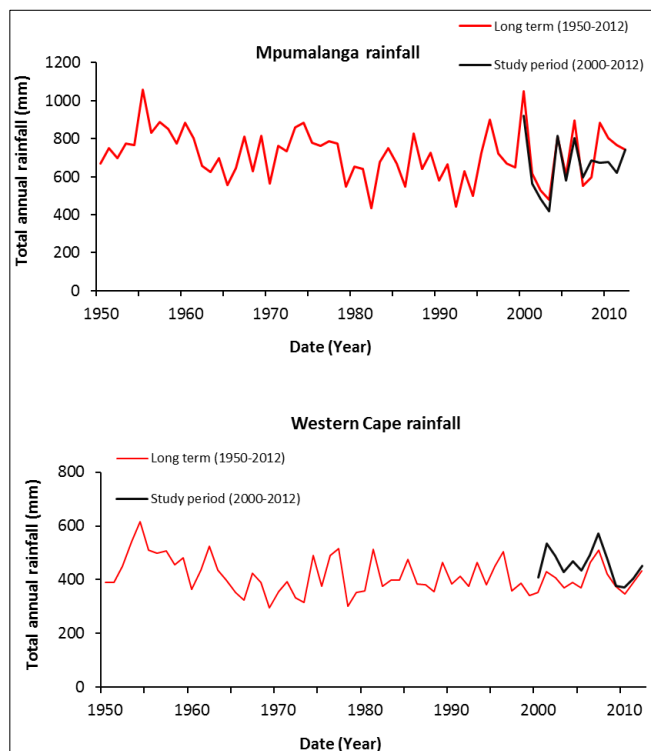 Mpumalanga rainfall
Long term (1950-2012)
Study period (2000-2012)
Total annual rainfall (mm)
1200
1000
800
600
400
200
0
1950
1960
1970
1980
1990
2000
2010
Date (Year)
Western Cape rainfall
Long term (1950-2012)
Study period (2000-2012)
Total annual rainfall (mm)
800
600
400
200
0
1950
1960
1970
1980
1990
2000
2010
Date (Year)